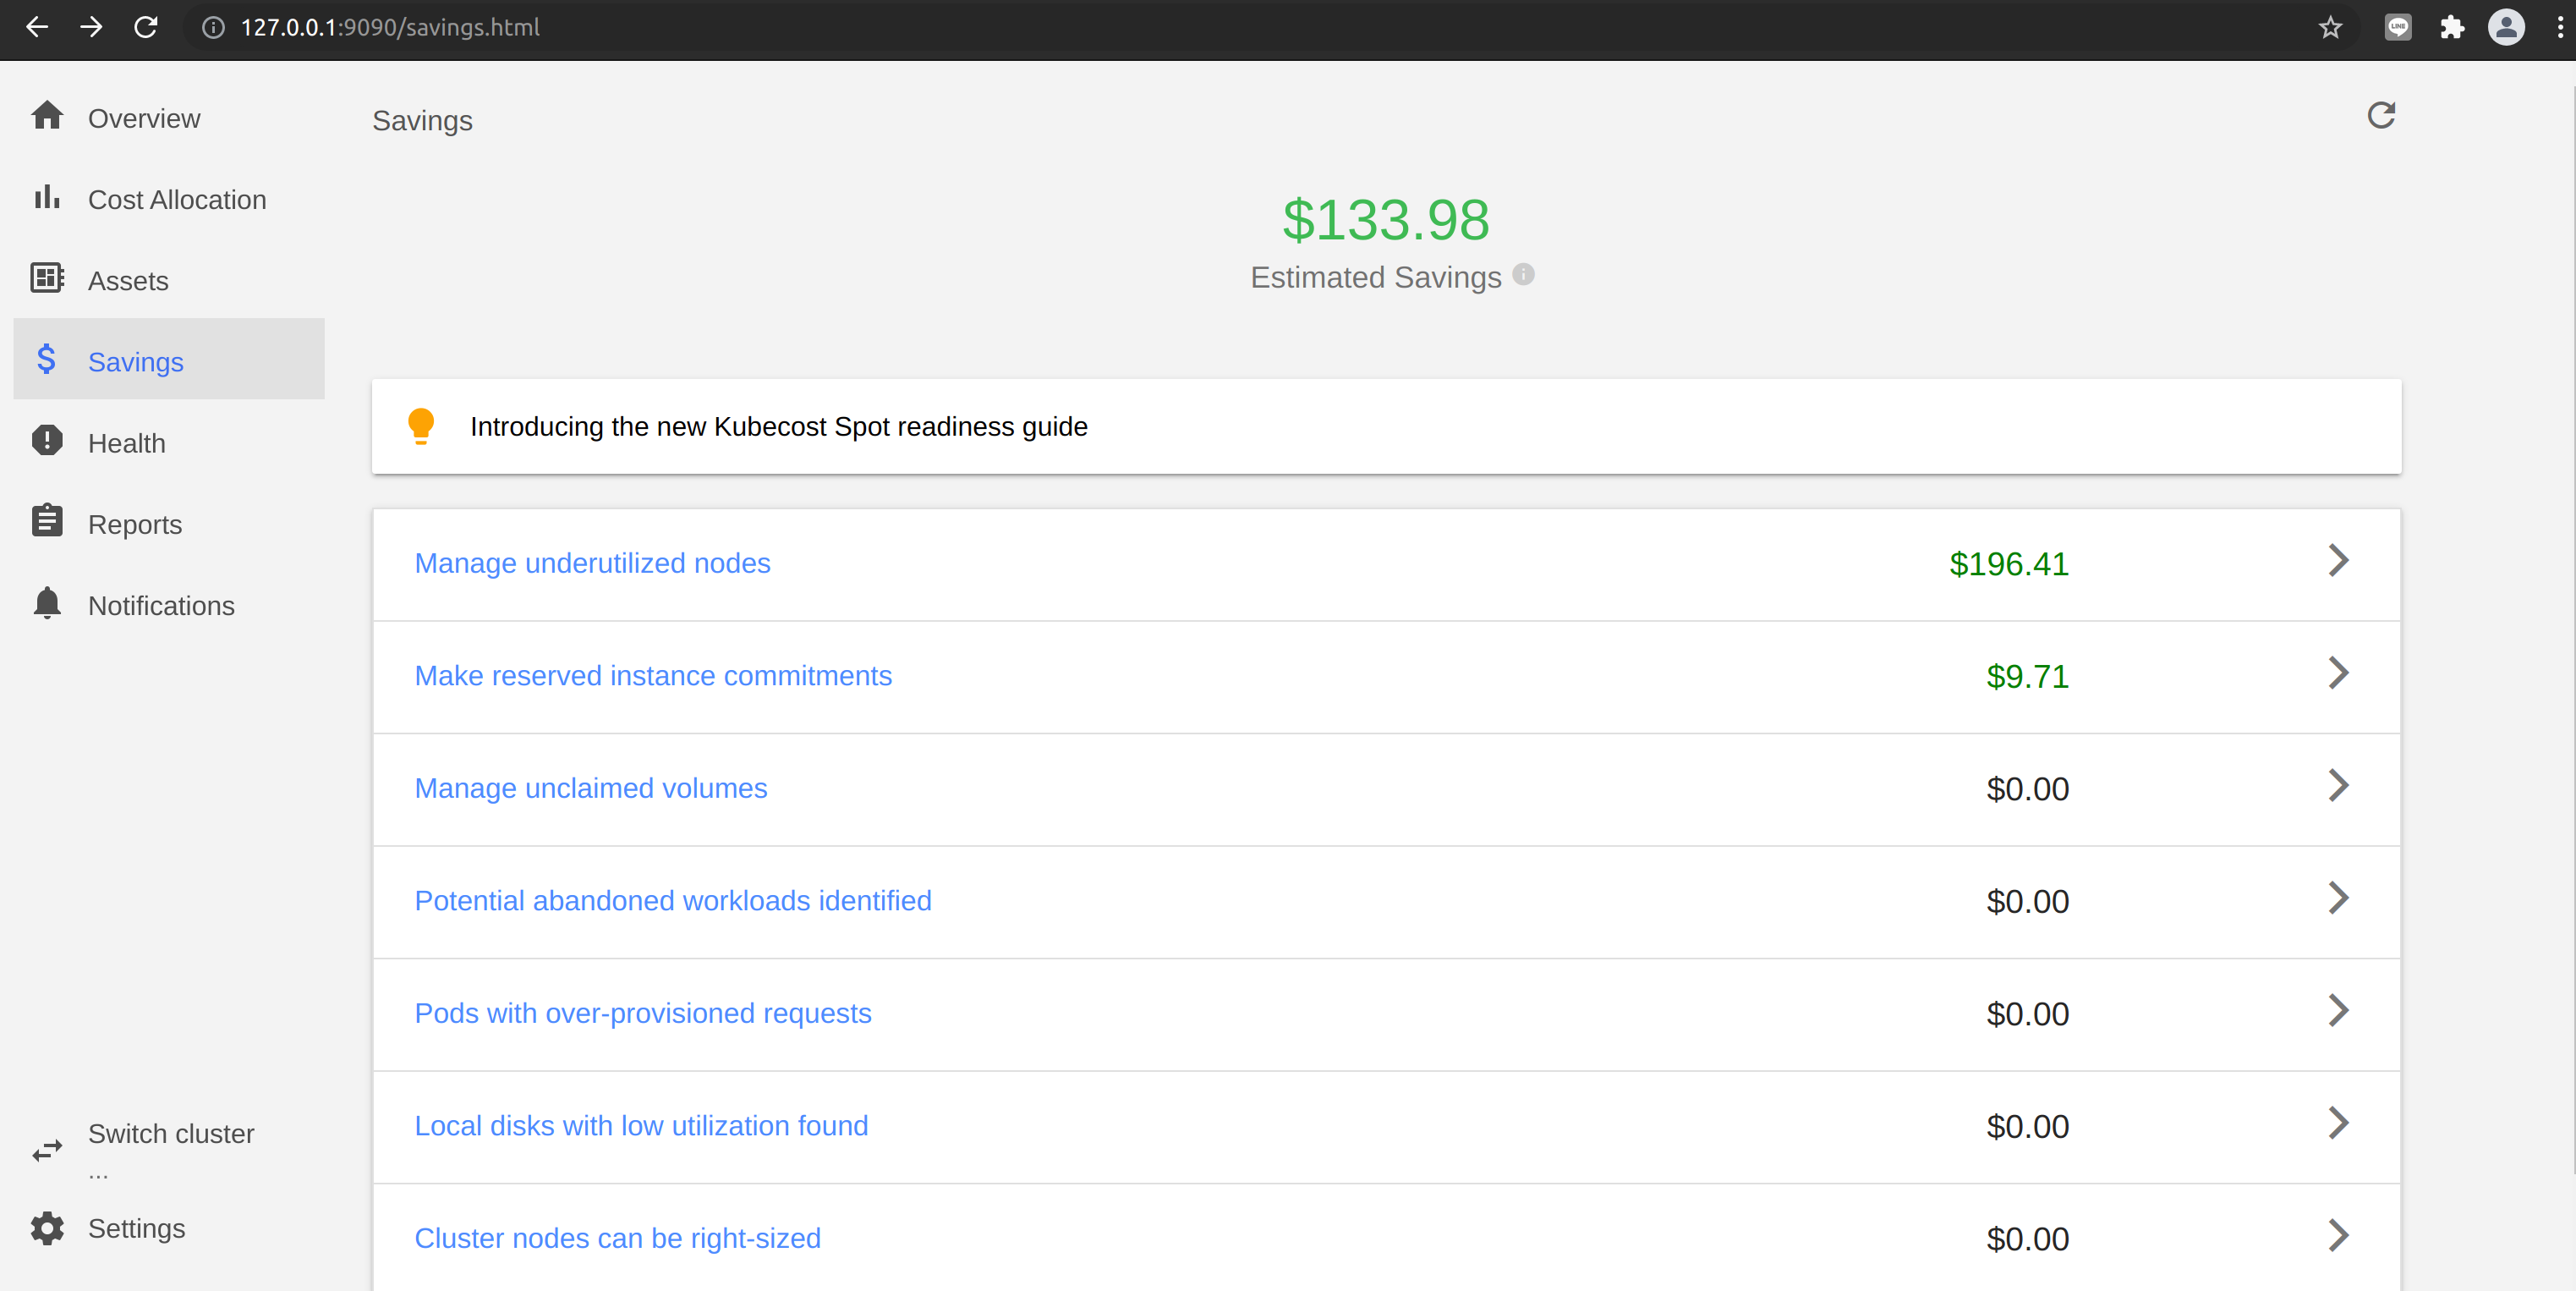 127.0.0.1:9090/savings.html
LINE
Overview
Cost Allocation
Assets
Savings
Health
Reports
Notifications
Switch cluster
...
Settings
Savings
$133.98
Estimated Savings
Introducing the new Kubecost Spot readiness guide
Manage underutilized nodes $196.41
Make reserved instance commitments $9.71
Manage unclaimed volumes $0.00
Potential abandoned workloads identified $0.00
Pods with over-provisioned requests $0.00
Local disks with low utilization found $0.00
Cluster nodes can be right-sized $0.00